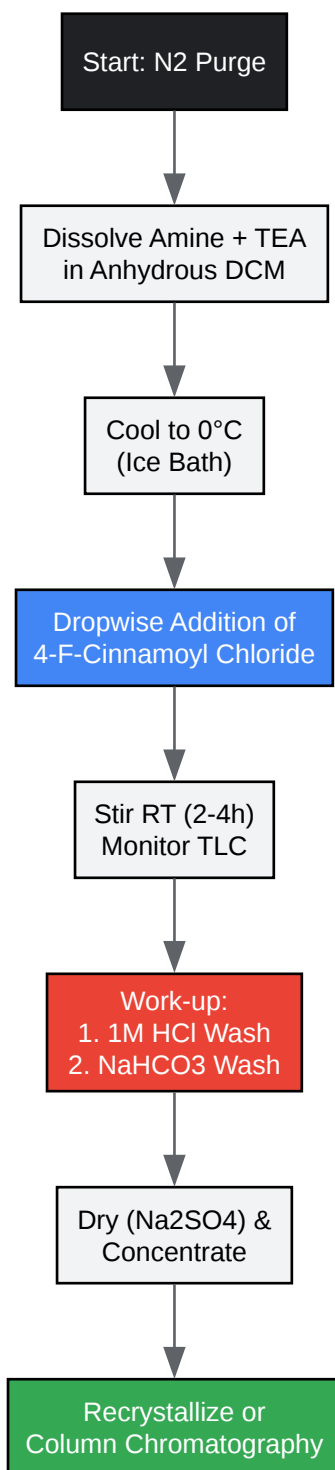 Start: N2 Purge
Dissolve Amine + TEA
in Anhydrous DCM
Cool to 0°C
(Ice Bath)
Dropwise Addition of
4-F-Cinnamoyl Chloride
Stir RT (2-4h)
Monitor TLC
Work-up:
1. 1M HCl Wash
2. NaHCO3 Wash
Dry (Na2SO4) &
Concentrate
Recrystallize or
Column Chromatography